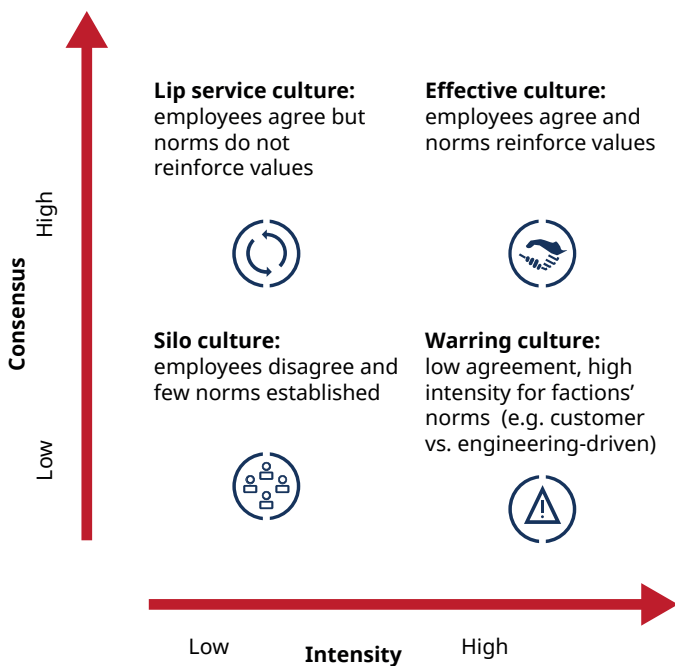 Lip service culture:
employees agree but
norms do not
reinforce values
Effective culture:
employees agree and
norms reinforce values
High
Consensus
Silo culture:
employees disagree and
few norms established
Warring culture:
low agreement, high
intensity for factions’
norms  (e.g. customer
vs. engineering-driven)
Low
Low
Intensity
High